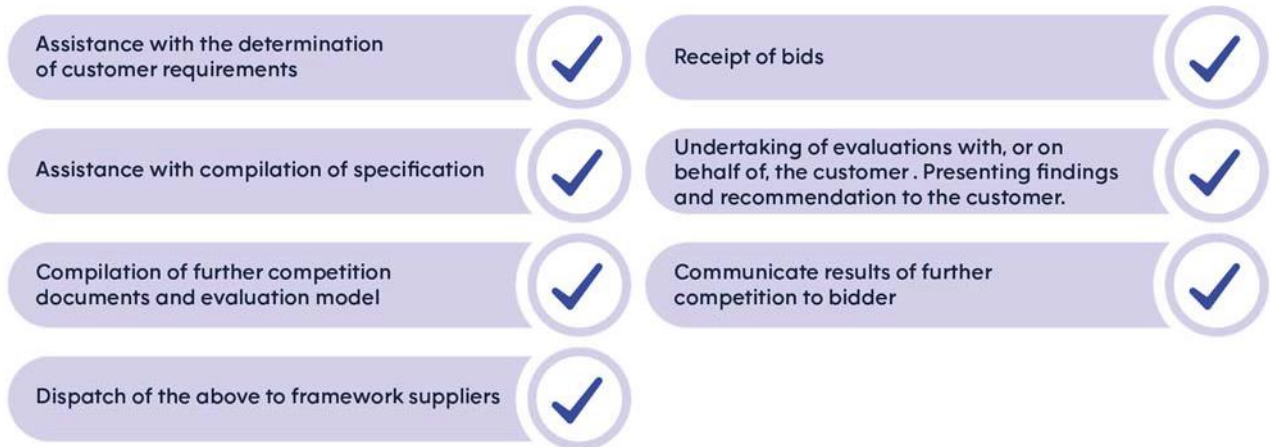 Assistance with the determination
of customer requirements
Assistance with compilation of specification
Compilation of further competition
documents and evaluation model
Dispatch of the above to framework suppliers
Receipt of bids
Undertaking of evaluations with, or on
behalf of, the customer . Presenting findings
and recommendation to the customer.
Communicate results of further
competition to bidder